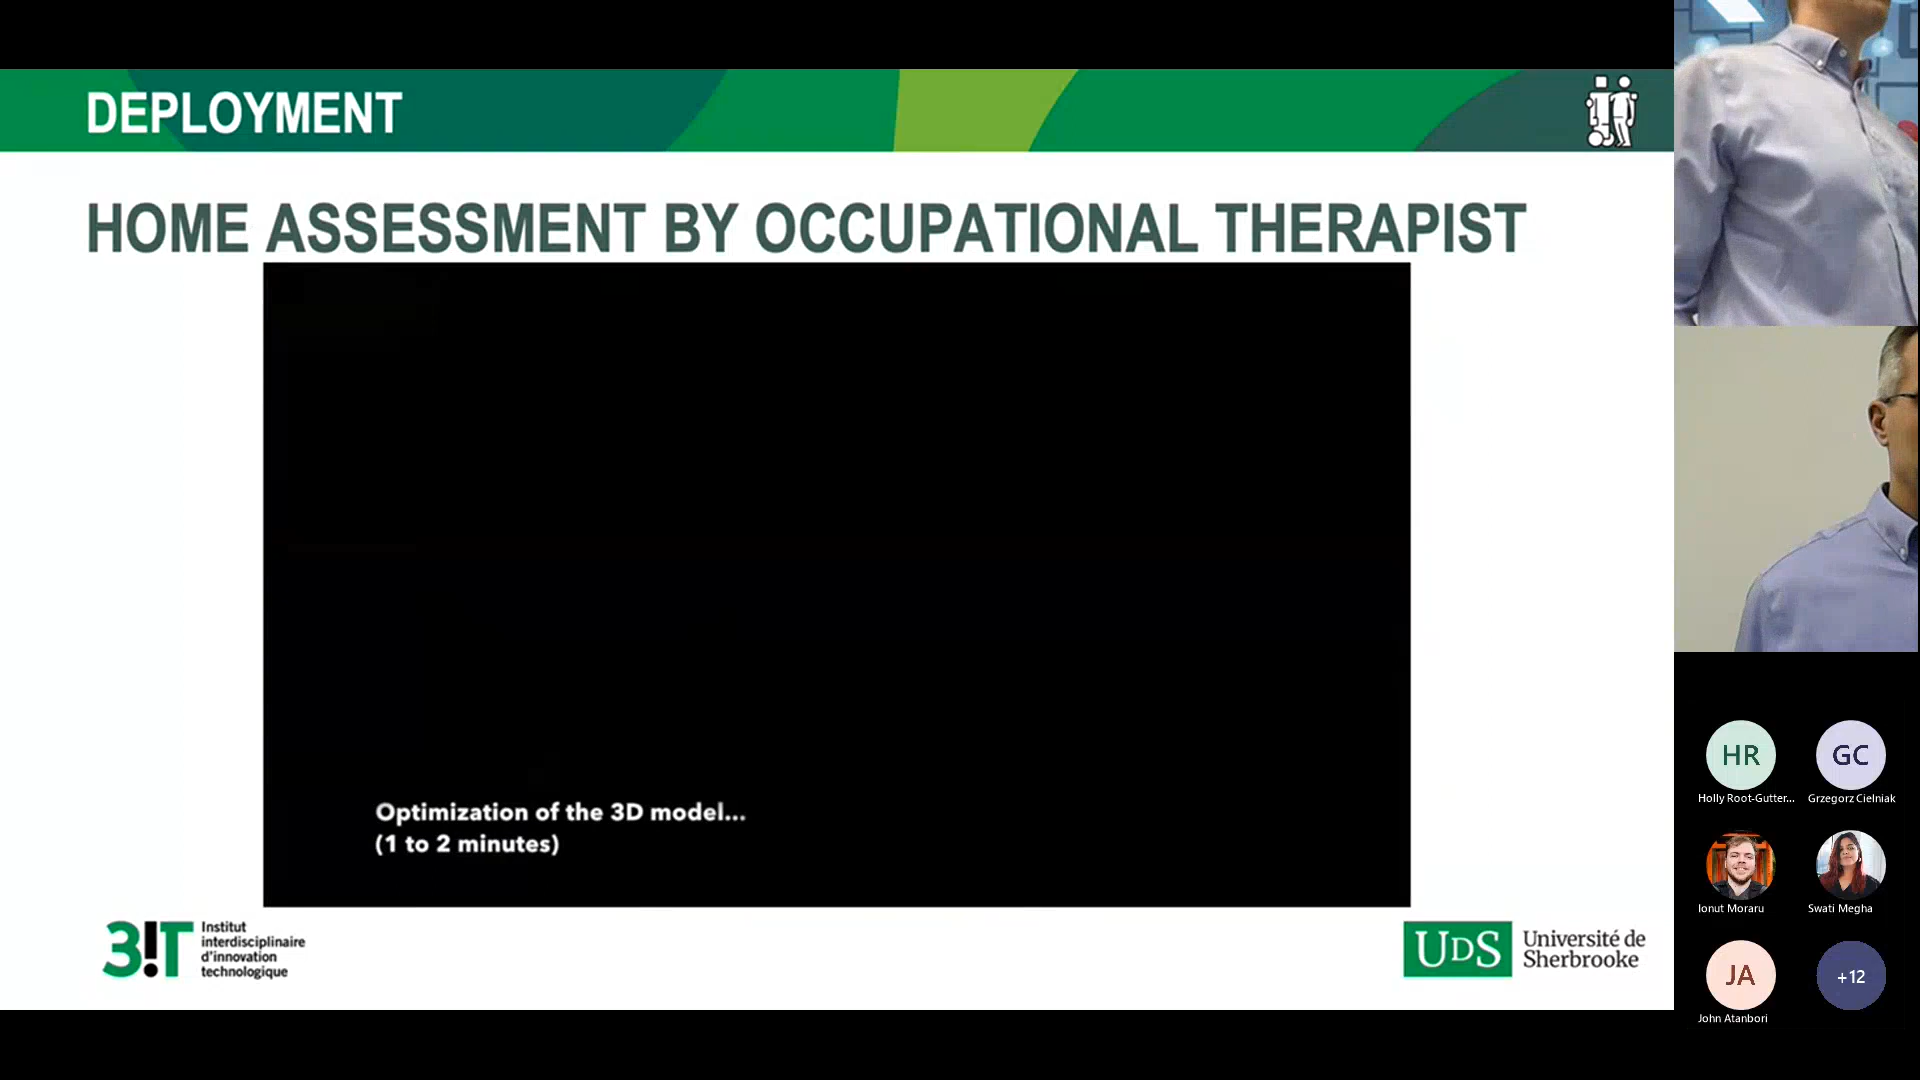 DEPLOYMENT
HOME ASSESSMENT BY OCCUPATIONAL THERAPIST
Optimization of the 3D model...
(1 to 2 minutes)
3!T
Institut
interdisciplinaire
d'innovation
technologique
UDS
Université de
Sherbrooke
HR
GC
Holly Root-Gutter...
Grzegorz Cielniak
Ionut Moraru
Swati Megha
JA
+12
John Atanbori